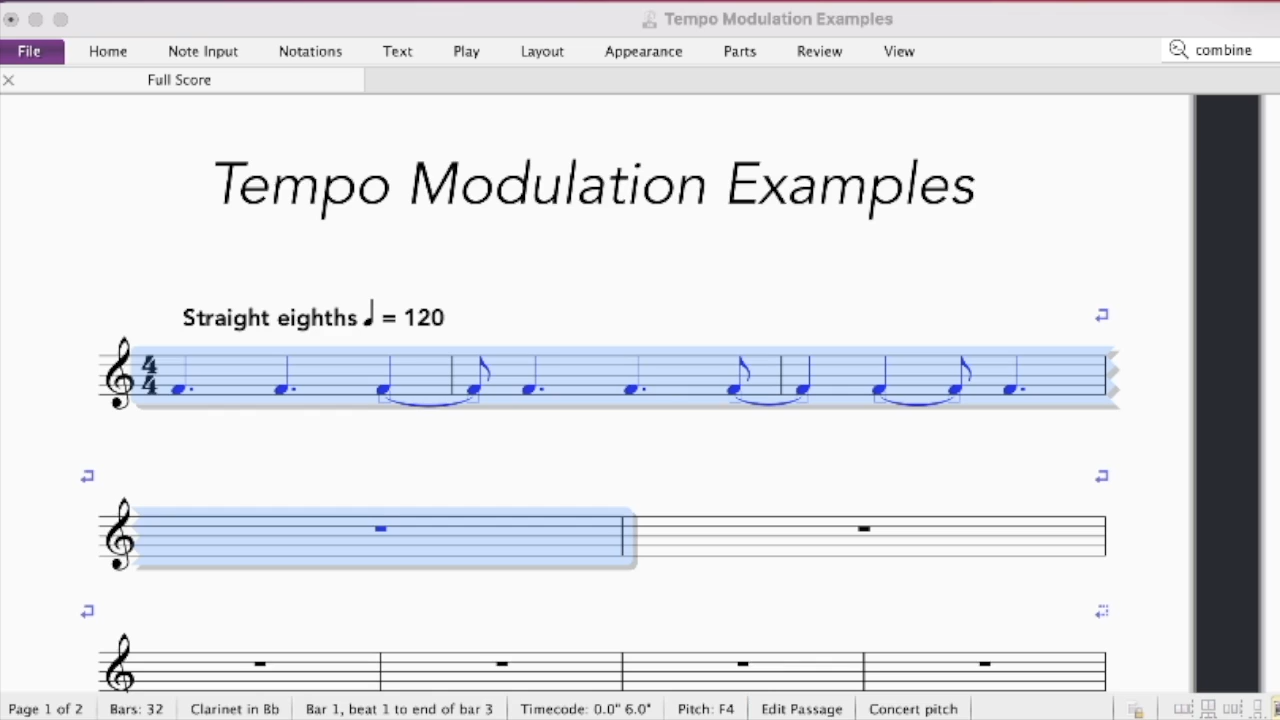 Tempo Modulation Examples
File Home Note Input Notations Text Play Layout Appearance Parts Review View combine
Full Score
Tempo Modulation Examples
Straight eighths ♩ = 120
4
4
Page 1 of 2 Bars: 32 Clarinet in Bb Bar 1, beat 1 to end of bar 3 Timecode: 0.0" 6.0" Pitch: F4 Edit Passage Concert pitch